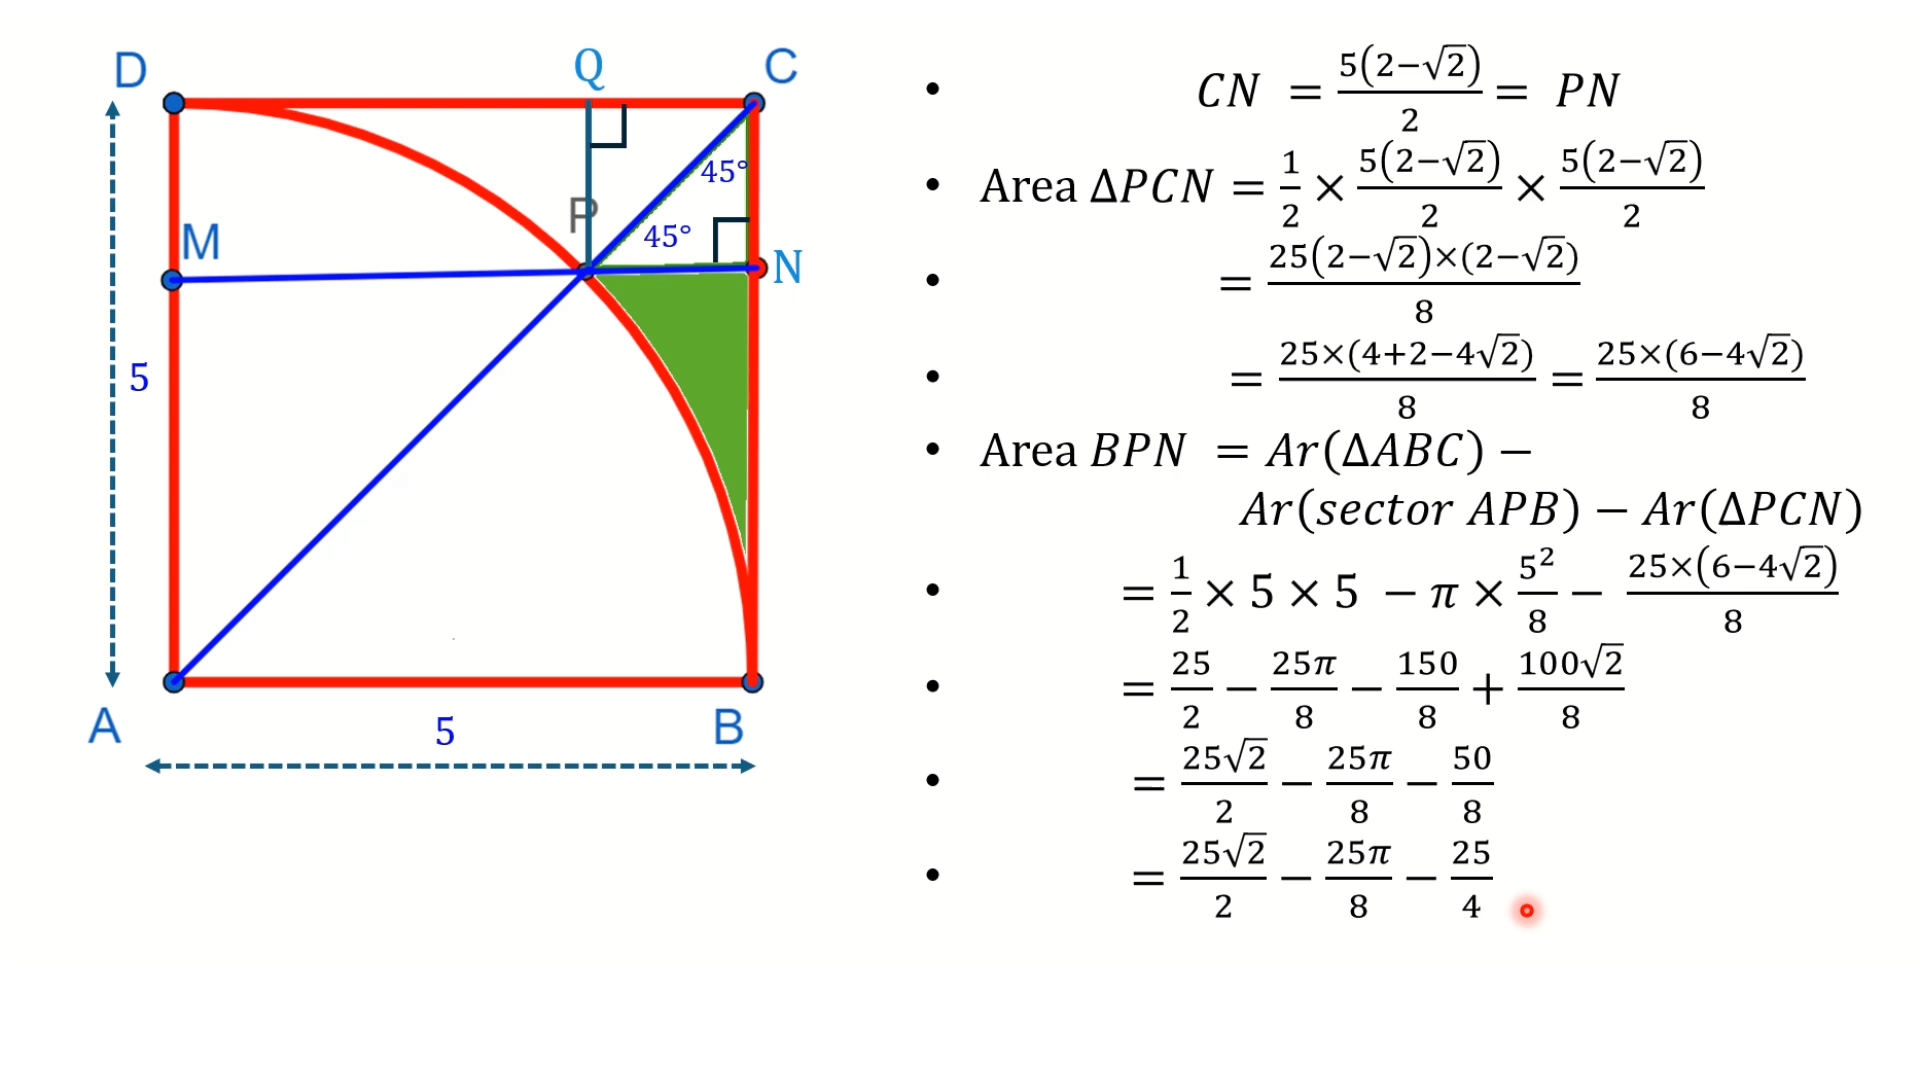 D Q C
45°
P 45°
M N
5
A 5 B
• CN = 5(2−√2)/2 = PN
• Area ΔPCN = 1/2 × 5(2−√2)/2 × 5(2−√2)/2
• = 25(2−√2)×(2−√2)/8
• = 25×(4+2−4√2)/8 = 25×(6−4√2)/8
• Area BPN = Ar(ΔABC) −
Ar(sector APB) − Ar(ΔPCN)
• = 1/2 × 5 × 5 − π × 5²/8 − 25×(6−4√2)/8
• = 25/2 − 25π/8 − 150/8 + 100√2/8
• = 25√2/2 − 25π/8 − 50/8
• = 25√2/2 − 25π/8 − 25/4